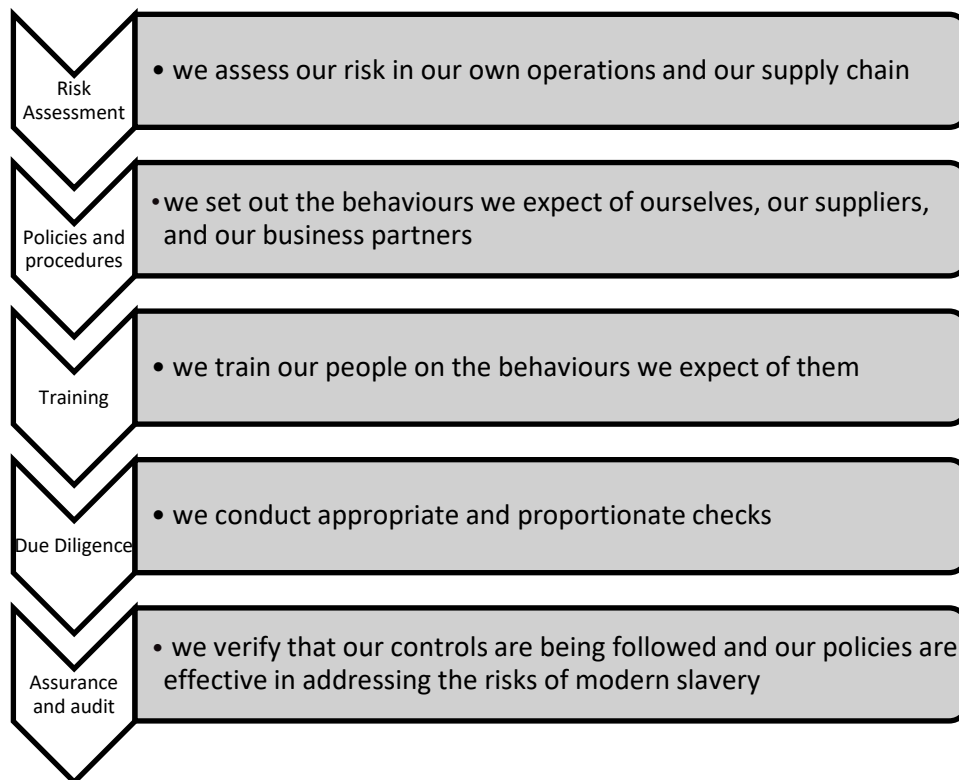 Risk
Assessment
• we assess our risk in our own operations and our supply chain
Policies and
procedures
• we set out the behaviours we expect of ourselves, our suppliers,
and our business partners
Training
• we train our people on the behaviours we expect of them
Due Diligence
• we conduct appropriate and proportionate checks
Assurance
and audit
• we verify that our controls are being followed and our policies are
effective in addressing the risks of modern slavery